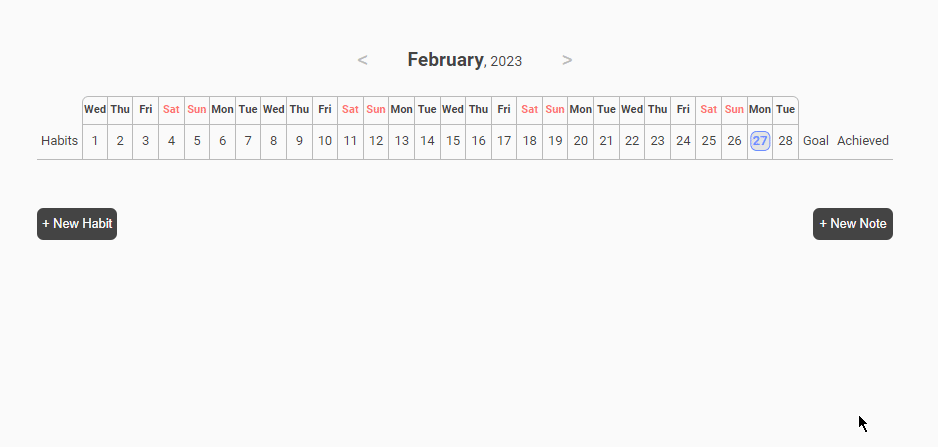 < February, 2023 >
Wed Thu Fri Sat Sun Mon Tue Wed Thu Fri Sat Sun Mon Tue Wed Thu Fri Sat Sun Mon Tue Wed Thu Fri Sat Sun Mon Tue
Habits 1 2 3 4 5 6 7 8 9 10 11 12 13 14 15 16 17 18 19 20 21 22 23 24 25 26 27 28 Goal Achieved
+ New Habit + New Note